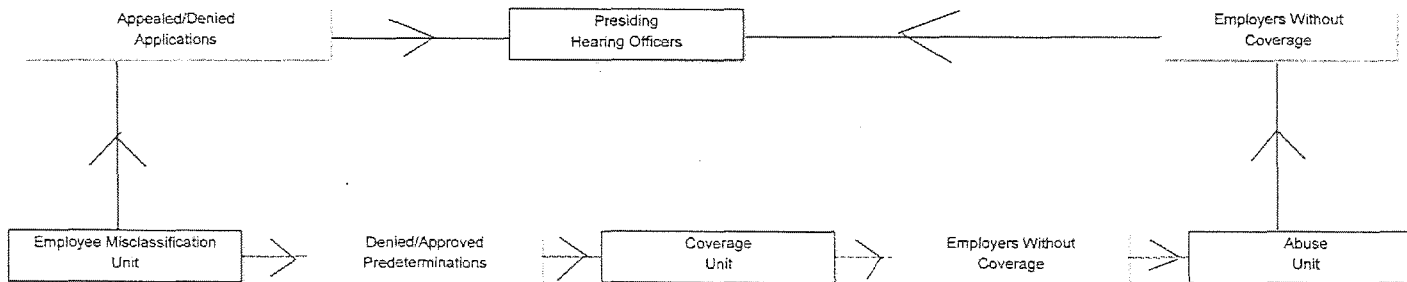 Appealed/Denied
Applications
Presiding
Hearing Officers
Employers Without
Coverage
Employee Misclassification
Unit
Denied/Approved
Predeterminations
Coverage
Unit
Employers Without
Coverage
Abuse
Unit